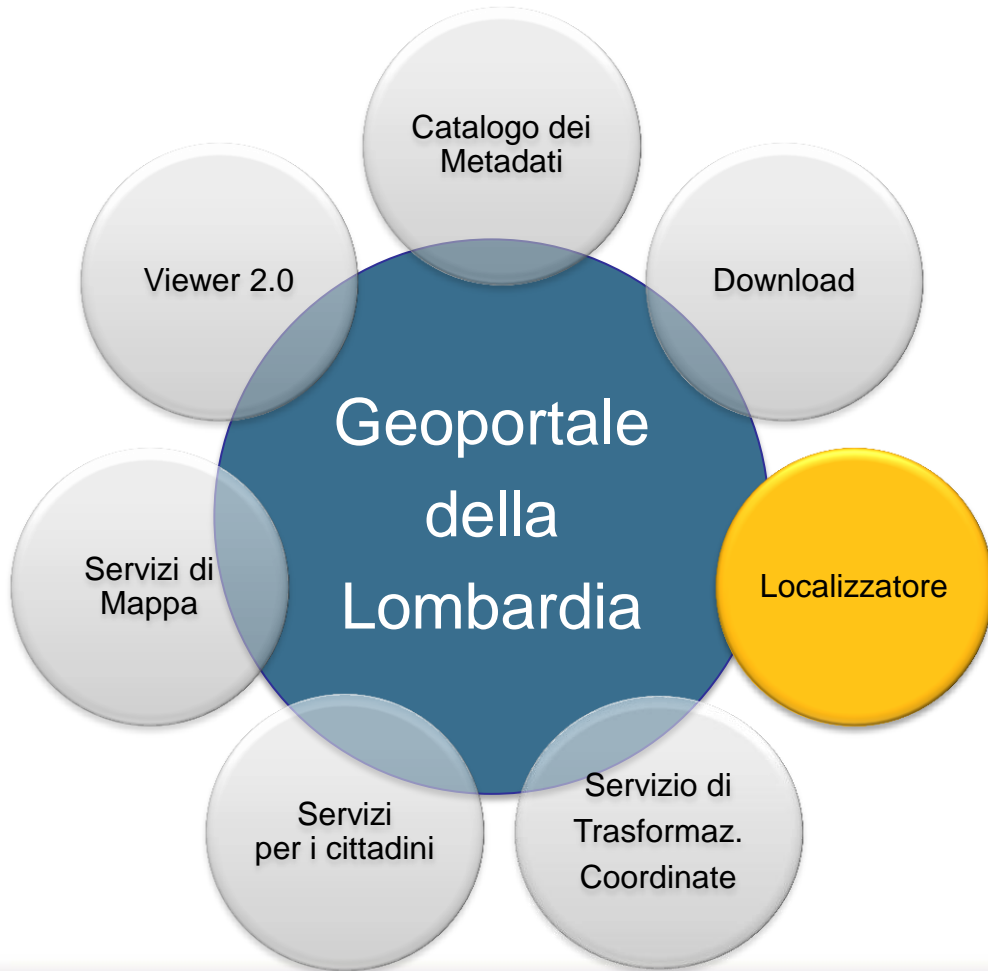 Catalogo dei
Metadati
Viewer 2.0
Download
Geoportale
della
Lombardia
Servizi di
Mappa
Localizzatore
Servizi
per i cittadini
Servizio di
Trasformaz.
Coordinate